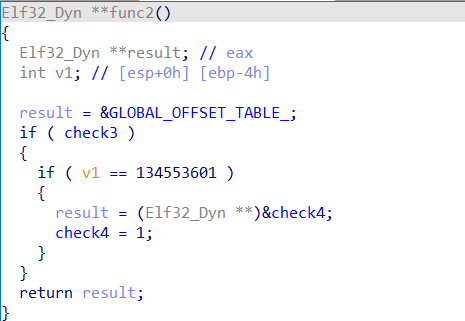 Elf32_Dyn **func2()
{
  Elf32_Dyn **result; // eax
  int v1; // [esp+0h] [ebp-4h]

  result = &GLOBAL_OFFSET_TABLE_;
  if ( check3 )
  {
    if ( v1 == 134553601 )
    {
      result = (Elf32_Dyn **)&check4;
      check4 = 1;
    }
  }
  return result;
}